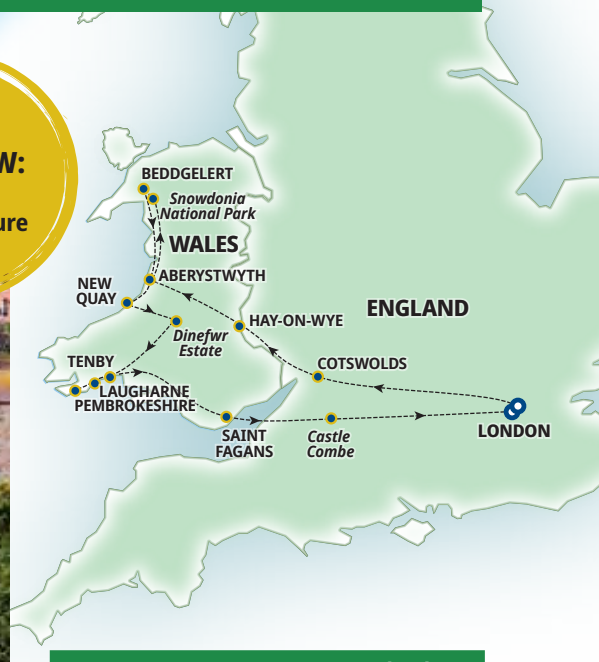 W:
ure
BEDDGELERT
Snowdonia
National Park
WALES
ABERYSTWYTH
NEW
QUAY
HAY-ON-WYE
ENGLAND
Dinefwr
Estate
TENBY
COTSWOLDS
LAUGHARNE
PEMBROKESHIRE
SAINT
FAGANS
Castle
Combe
LONDON